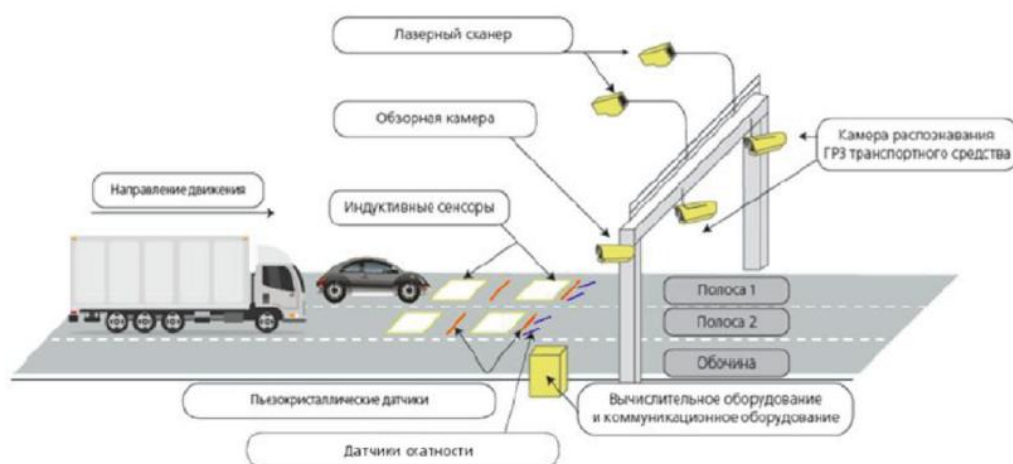 Лазерный сканер
Обзорная камера
Камера распознавания
ГРЗ транспортного средства
Направление движения
Индуктивные сенсоры
Полоса 1
Полоса 2
Обочина
Пьезокристаллические датчики
Вычислительное оборудование
и коммуникационное оборудование
Датчики скатности